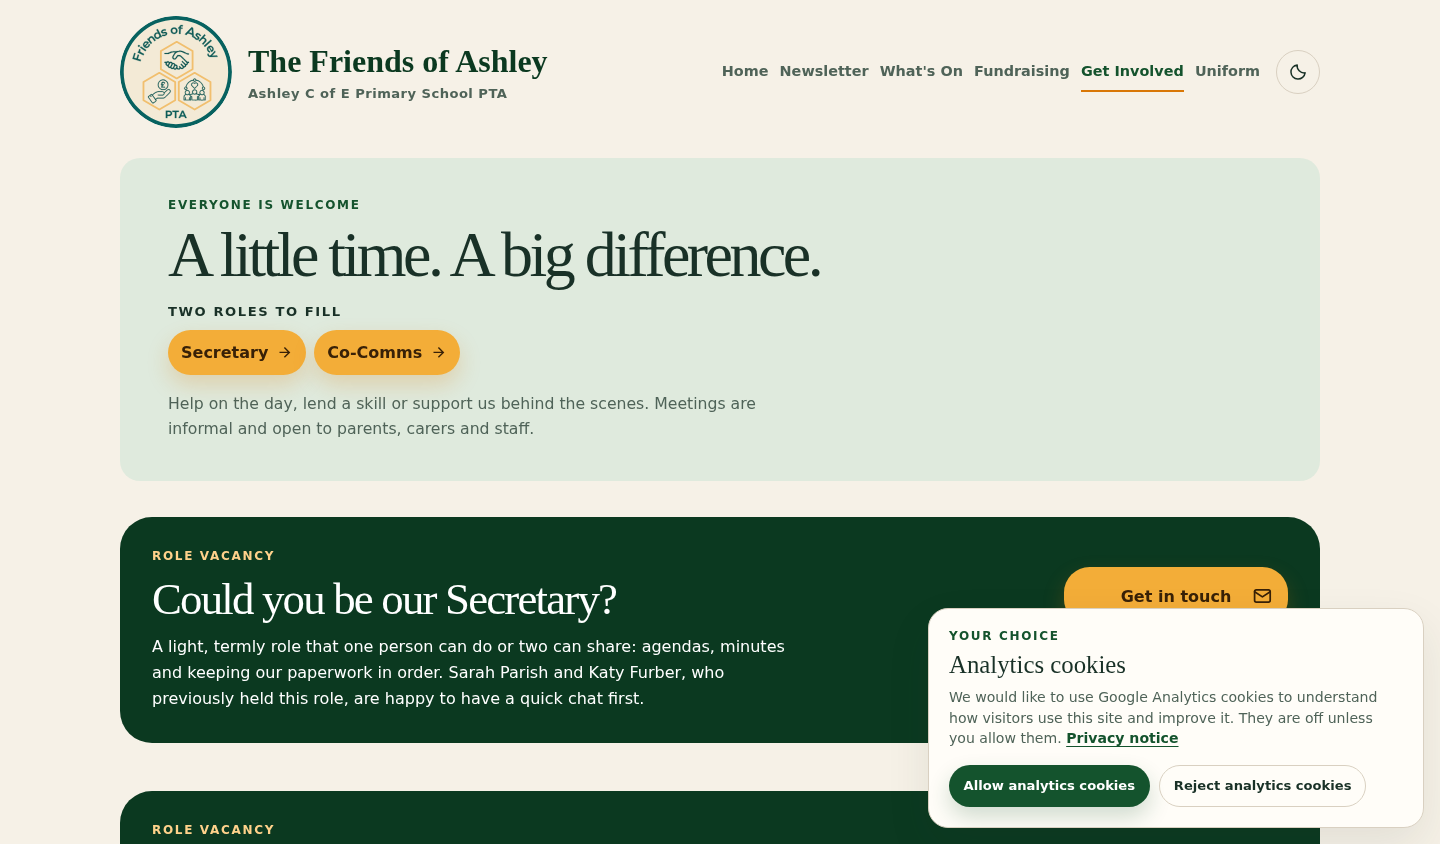 Friends of Ashley
£
PTA
The Friends of Ashley
Ashley C of E Primary School PTA
Home
Newsletter
What's On
Fundraising
Get Involved
Uniform
EVERYONE IS WELCOME
A little time. A big difference.
TWO ROLES TO FILL
Secretary →
Co-Comms →
Help on the day, lend a skill or support us behind the scenes. Meetings are
informal and open to parents, carers and staff.
ROLE VACANCY
Could you be our Secretary?
A light, termly role that one person can do or two can share: agendas, minutes
and keeping our paperwork in order. Sarah Parish and Katy Furber, who
previously held this role, are happy to have a quick chat first.
Get in touch
YOUR CHOICE
Analytics cookies
We would like to use Google Analytics cookies to understand
how visitors use this site and improve it. They are off unless
you allow them. Privacy notice
Allow analytics cookies
Reject analytics cookies
ROLE VACANCY